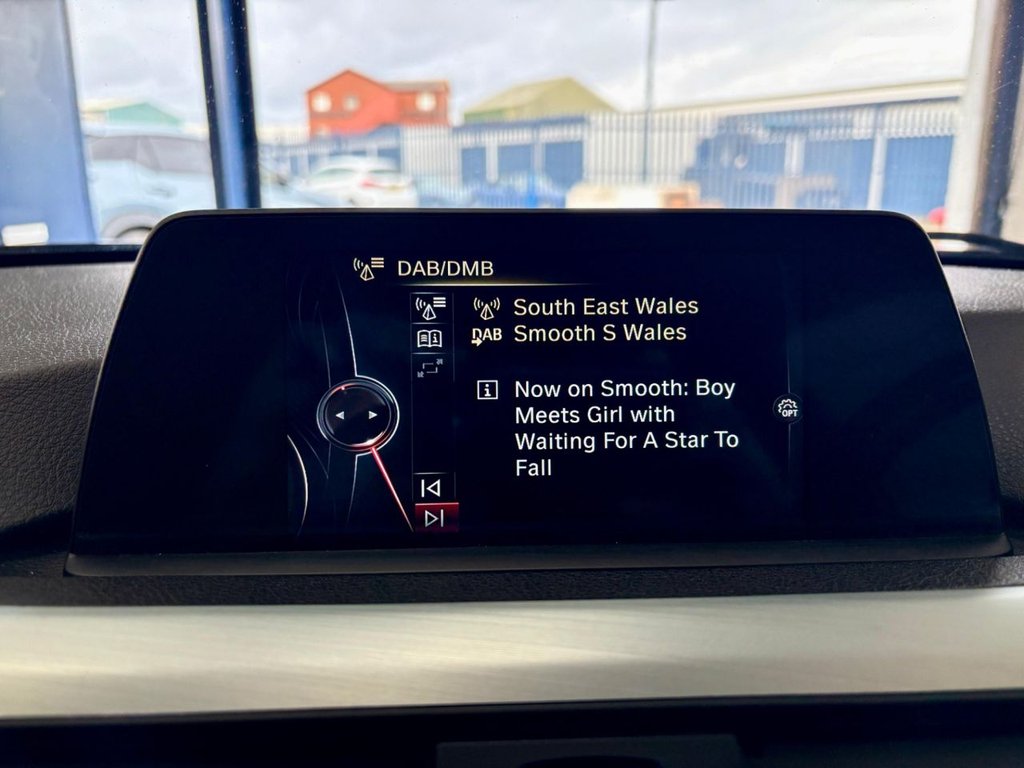 DAB/DMB
South East Wales
DAB Smooth S Wales
Now on Smooth: Boy
Meets Girl with
Waiting For A Star To
Fall
OPT